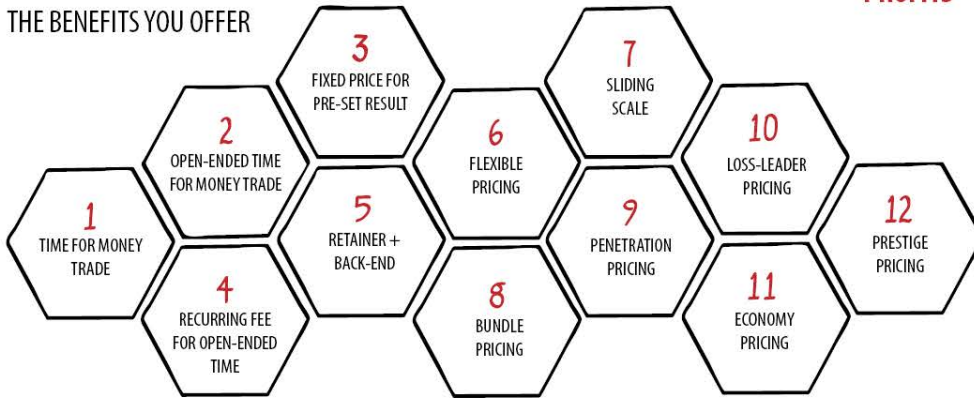 THE BENEFITS YOU OFFER
1
TIME FOR MONEY
TRADE
2
OPEN-ENDED TIME
FOR MONEY TRADE
3
FIXED PRICE FOR
PRE-SET RESULT
4
RECURRING FEE
FOR OPEN-ENDED
TIME
5
RETAINER +
BACK-END
6
FLEXIBLE
PRICING
7
SLIDING
SCALE
8
BUNDLE
PRICING
9
PENETRATION
PRICING
10
LOSS-LEADER
PRICING
11
ECONOMY
PRICING
12
PRESTIGE
PRICING